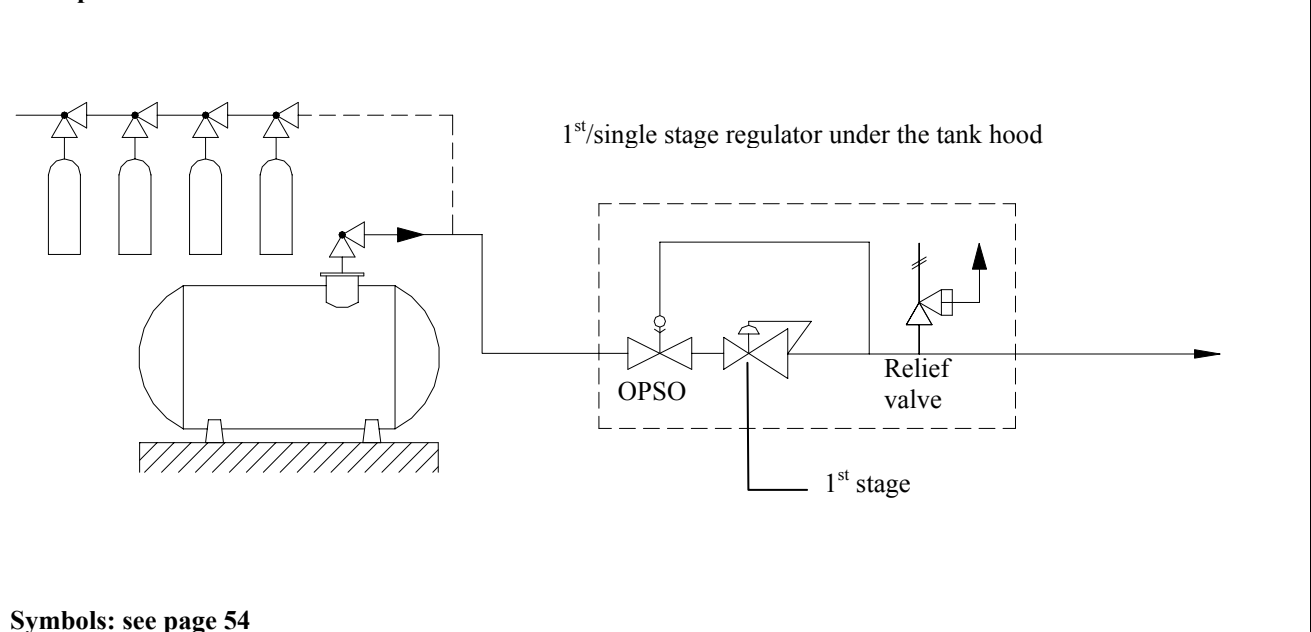 1st/single stage regulator under the tank hood
OPSO
Relief
valve
1st stage
Symbols: see page 54